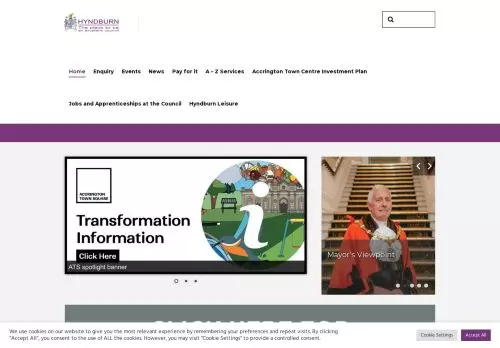 HYNDBURN
The place to be
an excellent council
Home
Enquiry
Events
News
Pay for it
A – Z Services
Accrington Town Centre Investment Plan
Jobs and Apprenticeships at the Council
Hyndburn Leisure
ACCRINGTON
TOWN SQUARE
Transformation
Information
Click Here
ATS spotlight banner
Mayor's Viewpoint
We use cookies on our website to give you the most relevant experience by remembering your preferences and repeat visits. By clicking
"Accept All", you consent to the use of ALL the cookies. However, you may visit "Cookie Settings" to provide a controlled consent.
Cookie Settings
Accept All